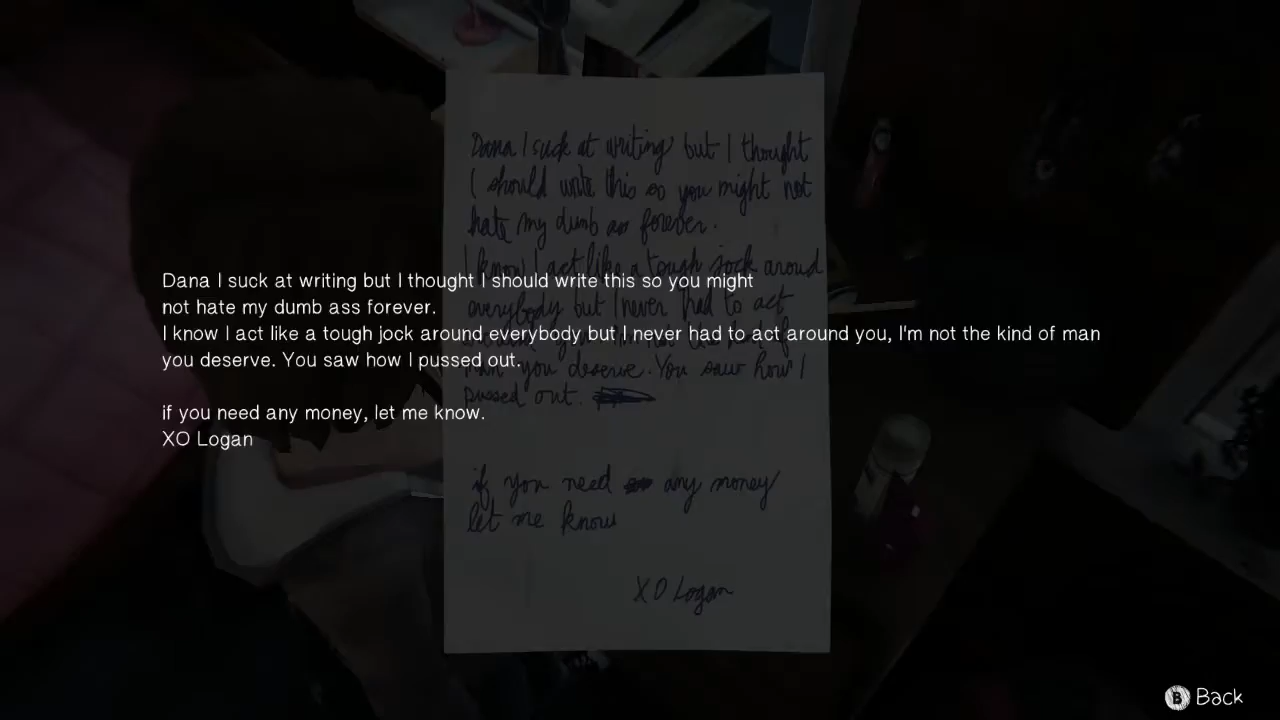 Dana I suck at writing but I thought
I should write this so you might not
hate my dumb ass forever.
I know I act like a tough jock aroud
everybody but I never had to act
man you deserve. You saw how I
pussed out.
if you need any money
let me know
XO Logan
Dana I suck at writing but I thought I should write this so you might
not hate my dumb ass forever.
I know I act like a tough jock around everybody but I never had to act around you, I'm not the kind of man
you deserve. You saw how I pussed out.
if you need any money, let me know.
XO Logan
B Back